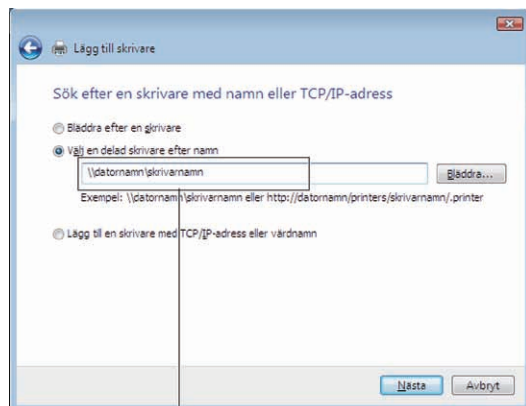 Lägg till skrivare
Sök efter en skrivare med namn eller TCP/IP-adress
Bläddra efter en skrivare
Välj en delad skrivare efter namn
\\datornamn\skrivarnamn
Bläddra...
Exempel: \\datornamn\skrivarnamn eller http://datornamn/printers/skrivarnamn/.printer
Lägg till en skrivare med TCP/IP-adress eller värdnamn
Nästa
Avbryt